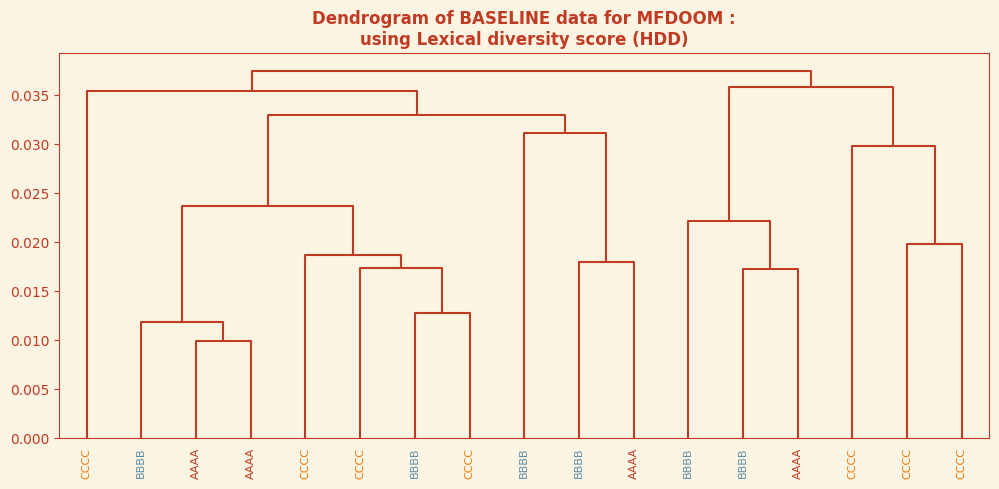 Dendrogram of BASELINE data for MFDOOM :
using Lexical diversity score (HDD)
0.035
0.030
0.025
0.020
0.015
0.010
0.005
0.000
CCCC
BBBB
AAAA
AAAA
CCCC
CCCC
BBBB
CCCC
BBBB
BBBB
AAAA
BBBB
BBBB
AAAA
CCCC
CCCC
CCCC